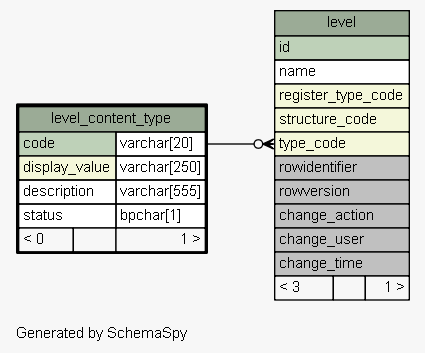 level_content_type
code varchar[20]
display_value varchar[250]
description varchar[555]
status bpchar[1]
< 0 1 >
level
id
name
register_type_code
structure_code
type_code
rowidentifier
rowversion
change_action
change_user
change_time
< 3 1 >
Generated by SchemaSpy